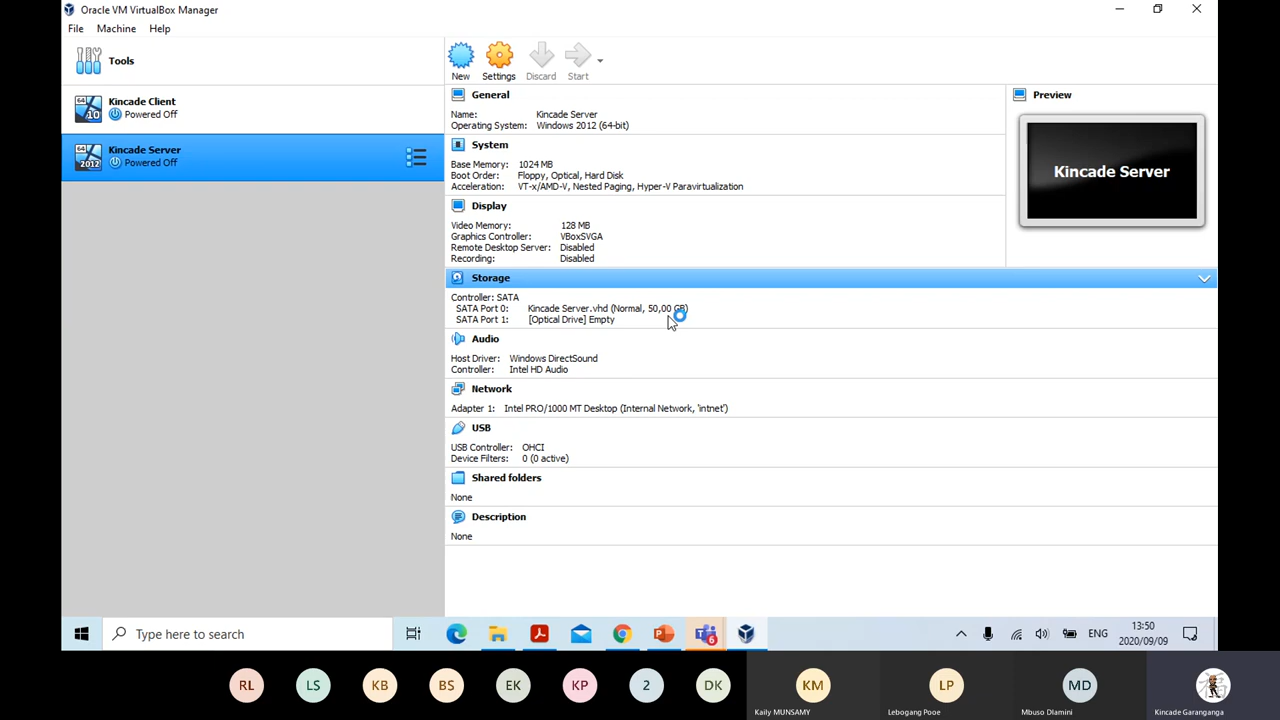 Oracle VM VirtualBox Manager
File Machine Help
Tools
New Settings Discard Start
64 10 Kincade Client
Powered Off
64 2012 Kincade Server
Powered Off
General
Name: Kincade Server
Operating System: Windows 2012 (64-bit)
System
Base Memory: 1024 MB
Boot Order: Floppy, Optical, Hard Disk
Acceleration: VT-x/AMD-V, Nested Paging, Hyper-V Paravirtualization
Display
Video Memory: 128 MB
Graphics Controller: VBoxSVGA
Remote Desktop Server: Disabled
Recording: Disabled
Preview
Kincade Server
Storage
Controller: SATA
SATA Port 0: Kincade Server.vhd (Normal, 50,00 GB)
SATA Port 1: [Optical Drive] Empty
Audio
Host Driver: Windows DirectSound
Controller: Intel HD Audio
Network
Adapter 1: Intel PRO/1000 MT Desktop (Internal Network, 'intnet')
USB
USB Controller: OHCI
Device Filters: 0 (0 active)
Shared folders
None
Description
None
Type here to search
6
ENG
13:50
2020/09/09
RL LS KB BS EK KP 2 DK KM LP MD
Kaily MUNSAMY Lebogang Pooe Mbuso Dlamini Kincade Garanganga